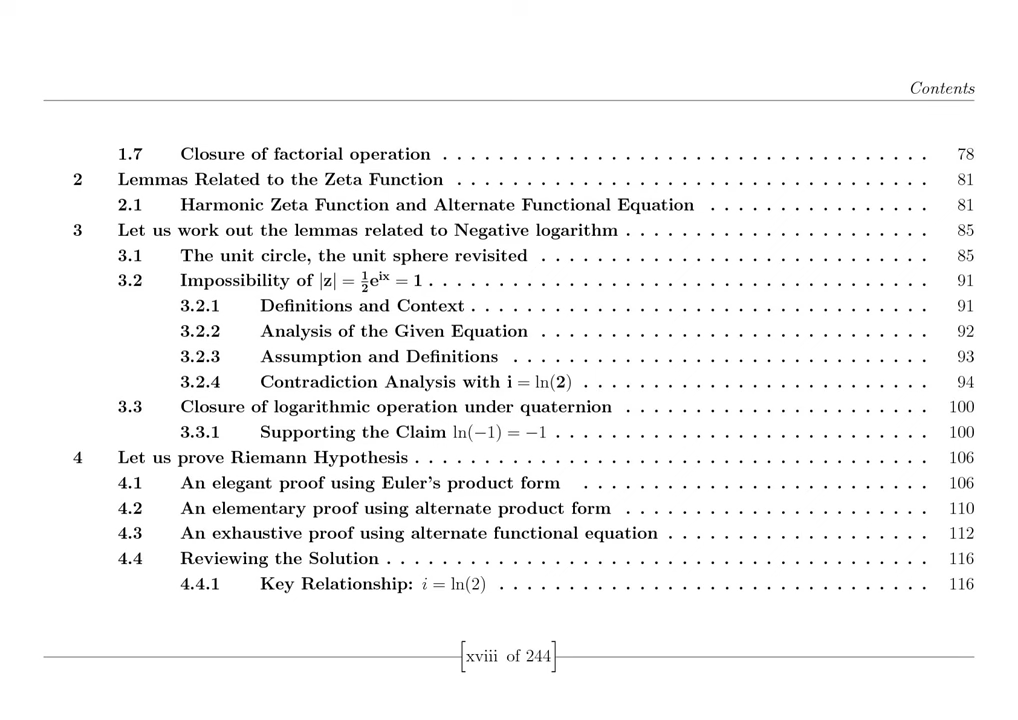 Contents
1.7 Closure of factorial operation . . . . . . . . . . . . . . . . . . . . . . . . . . . . . . . . . . . 78
2 Lemmas Related to the Zeta Function . . . . . . . . . . . . . . . . . . . . . . . . . . . . . . . . . . 81
2.1 Harmonic Zeta Function and Alternate Functional Equation . . . . . . . . . . . . . . . . 81
3 Let us work out the lemmas related to Negative logarithm . . . . . . . . . . . . . . . . . . . . . . 85
3.1 The unit circle, the unit sphere revisited . . . . . . . . . . . . . . . . . . . . . . . . . . . . 85
3.2 Impossibility of |z| = ½e^ix = 1 . . . . . . . . . . . . . . . . . . . . . . . . . . . . . . . . . . . . 91
3.2.1 Definitions and Context . . . . . . . . . . . . . . . . . . . . . . . . . . . . . . . . . 91
3.2.2 Analysis of the Given Equation . . . . . . . . . . . . . . . . . . . . . . . . . . . . 92
3.2.3 Assumption and Definitions . . . . . . . . . . . . . . . . . . . . . . . . . . . . . . 93
3.2.4 Contradiction Analysis with i = ln(2) . . . . . . . . . . . . . . . . . . . . . . . . . 94
3.3 Closure of logarithmic operation under quaternion . . . . . . . . . . . . . . . . . . . . . . 100
3.3.1 Supporting the Claim ln(−1) = −1 . . . . . . . . . . . . . . . . . . . . . . . . . . . 100
4 Let us prove Riemann Hypothesis . . . . . . . . . . . . . . . . . . . . . . . . . . . . . . . . . . . . . 106
4.1 An elegant proof using Euler's product form . . . . . . . . . . . . . . . . . . . . . . . . . 106
4.2 An elementary proof using alternate product form . . . . . . . . . . . . . . . . . . . . . . 110
4.3 An exhaustive proof using alternate functional equation . . . . . . . . . . . . . . . . . . . 112
4.4 Reviewing the Solution . . . . . . . . . . . . . . . . . . . . . . . . . . . . . . . . . . . . . . . 116
4.4.1 Key Relationship: i = ln(2) . . . . . . . . . . . . . . . . . . . . . . . . . . . . . . . 116
[xviii of 244]